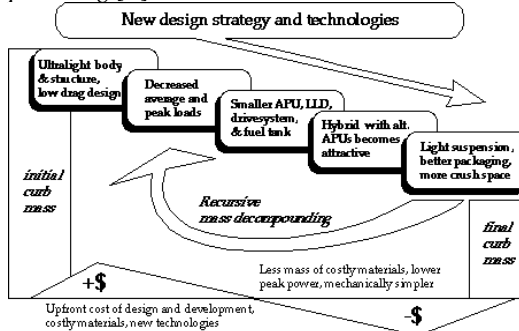 New design strategy and technologies
Ultralight body
& structure,
low drag design
Decreased
average and
peak loads
Smaller APU, LLD,
drivesystem,
& fuel tank
Hybrid with alt.
APUs becomes
attractive
Light suspension,
better packaging,
more crush space
initial
curb
mass
Recursive
mass decompounding
final
curb
mass
+$
Less mass of costly materials, lower
peak power, mechanically simpler
-$
Upfront cost of design and development,
costly materials, new technologies